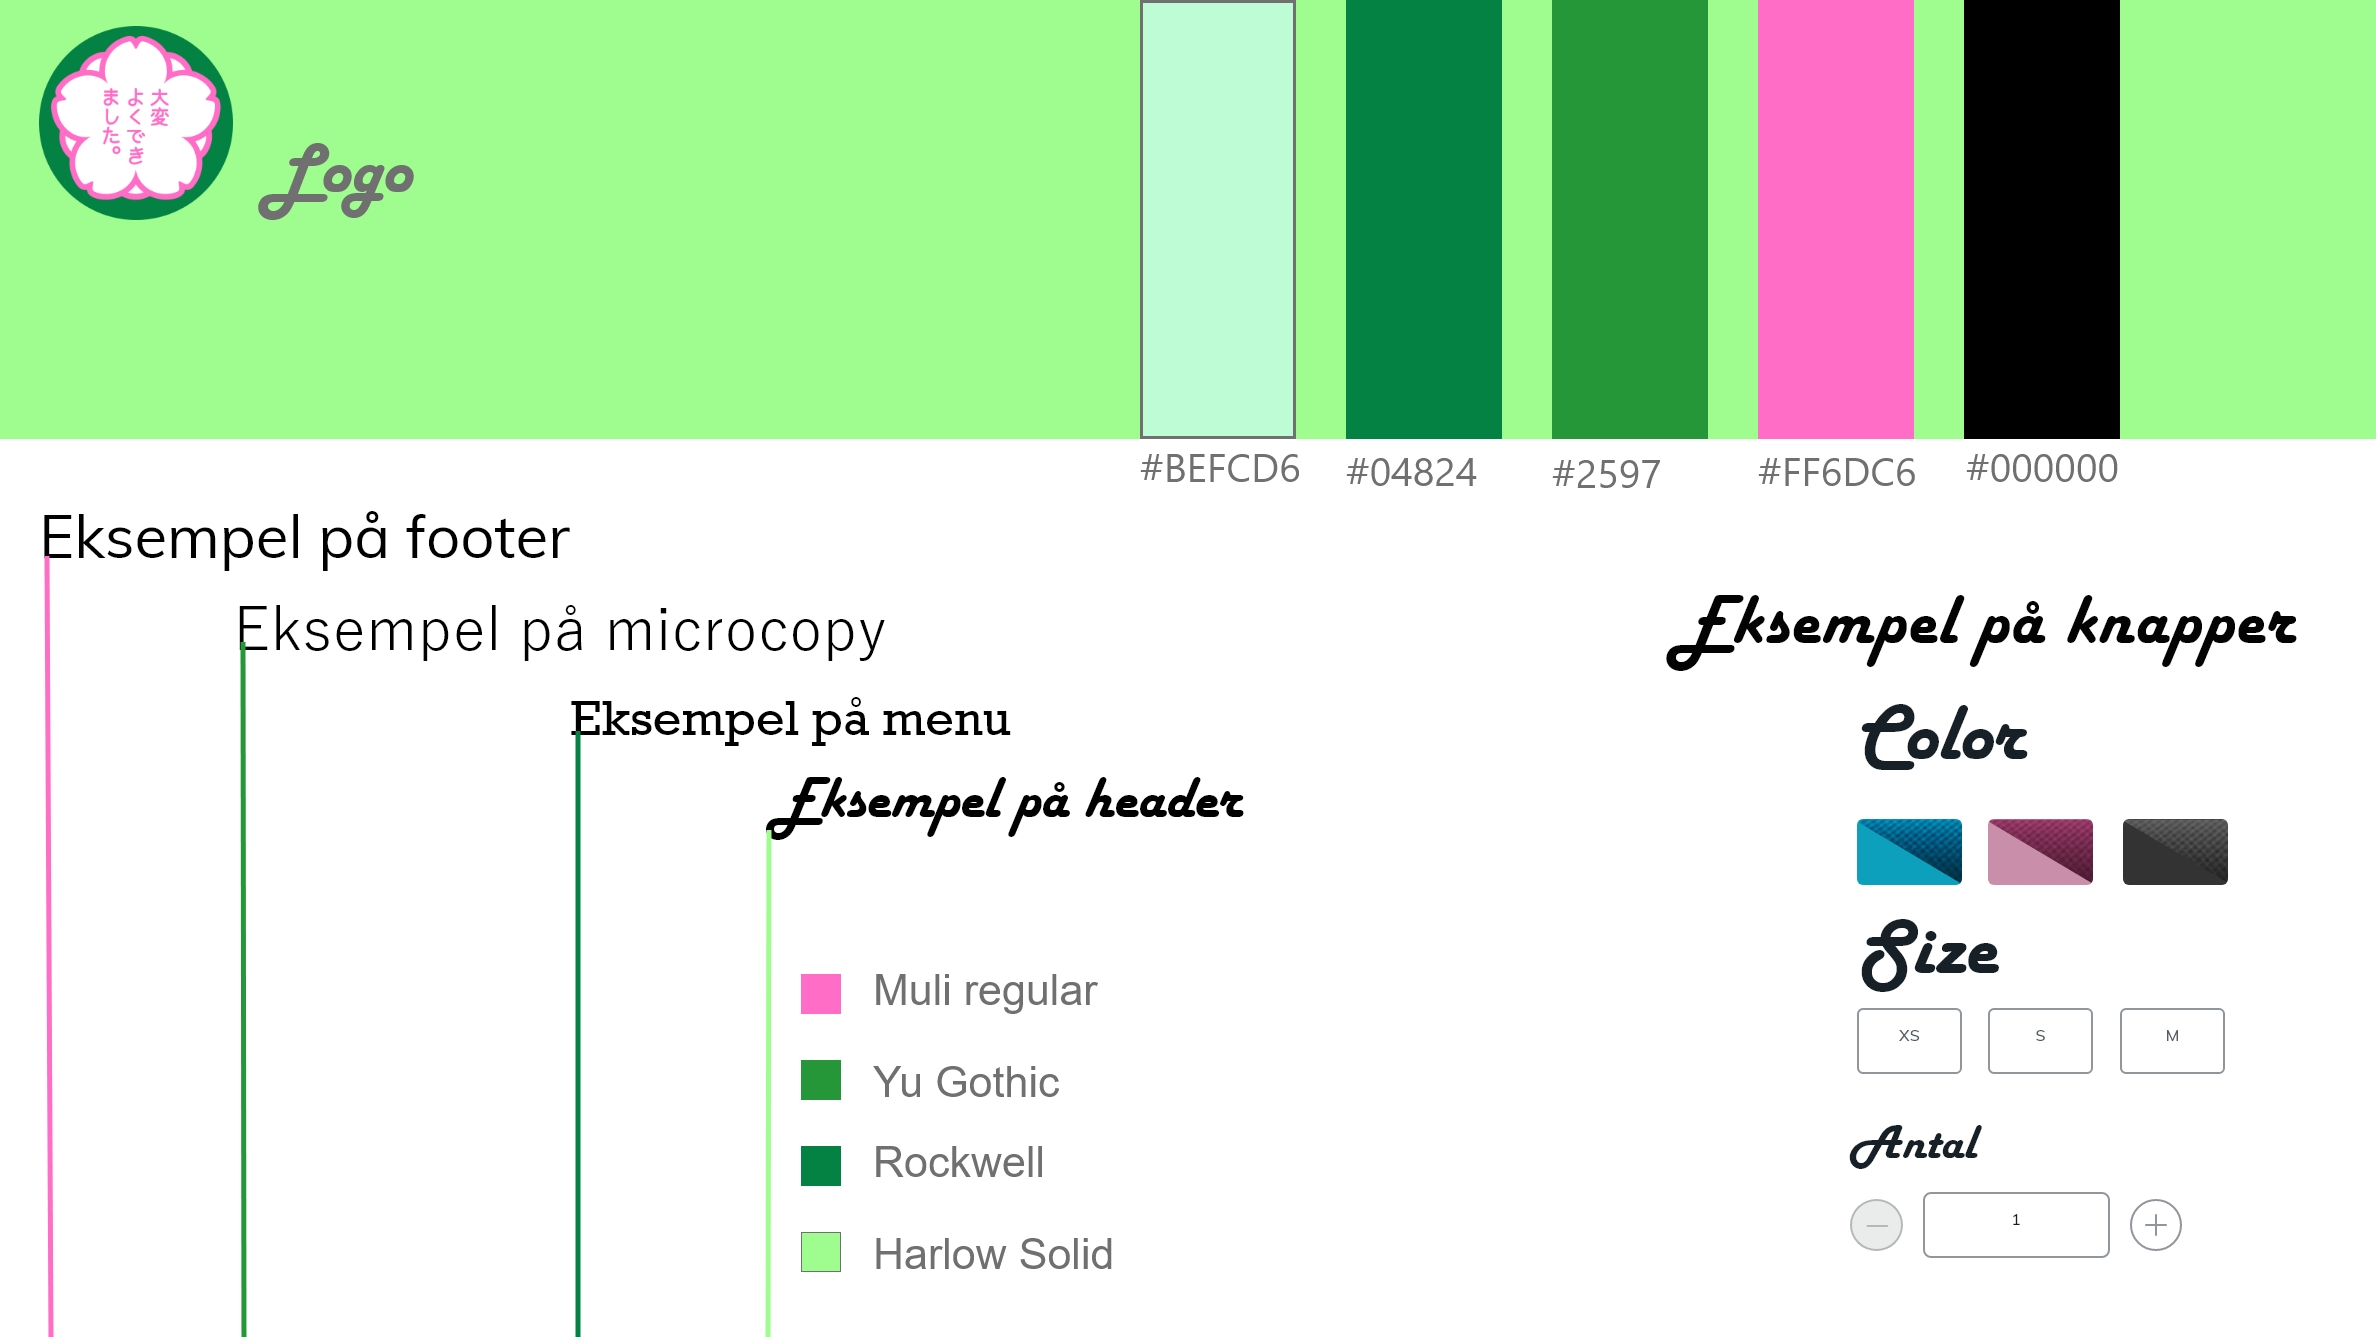 大変
よくでき
ました。
Logo
#BEFCD6
#04824
#2597
#FF6DC6
#000000
Eksempel på footer
Eksempel på microcopy
Eksempel på menu
Eksempel på header
Muli regular
Yu Gothic
Rockwell
Harlow Solid
Eksempel på knapper
Color
Size
XS
S
M
Antal
1